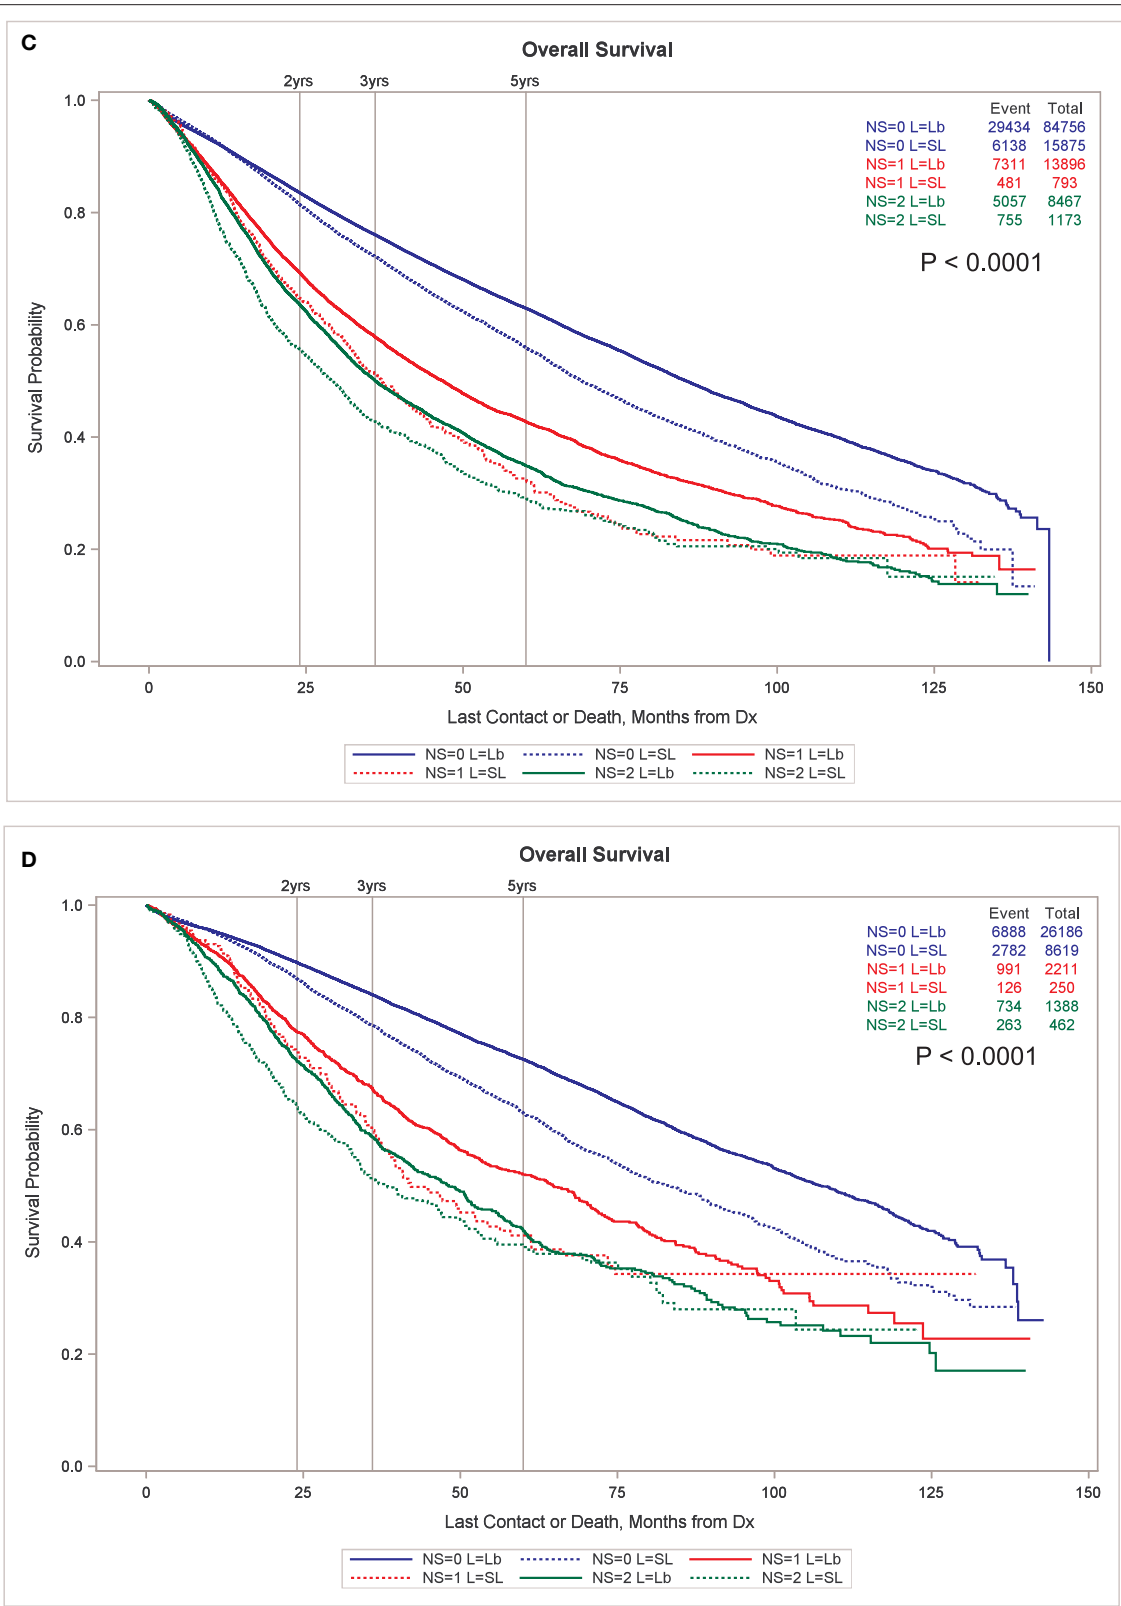 C
Overall Survival
2yrs 3yrs 5yrs
Event Total
NS=0 L=Lb 29434 84756
NS=0 L=SL 6138 15875
NS=1 L=Lb 7311 13896
NS=1 L=SL 481 793
NS=2 L=Lb 5057 8467
NS=2 L=SL 755 1173
P < 0.0001
1.0
0.8
0.6
0.4
0.2
0.0
Survival Probability
0 25 50 75 100 125 150
Last Contact or Death, Months from Dx
NS=0 L=Lb NS=0 L=SL NS=1 L=Lb
NS=1 L=SL NS=2 L=Lb NS=2 L=SL
D
Overall Survival
2yrs 3yrs 5yrs
Event Total
NS=0 L=Lb 6888 26186
NS=0 L=SL 2782 8619
NS=1 L=Lb 991 2211
NS=1 L=SL 126 250
NS=2 L=Lb 734 1388
NS=2 L=SL 263 462
P < 0.0001
1.0
0.8
0.6
0.4
0.2
0.0
Survival Probability
0 25 50 75 100 125 150
Last Contact or Death, Months from Dx
NS=0 L=Lb NS=0 L=SL NS=1 L=Lb
NS=1 L=SL NS=2 L=Lb NS=2 L=SL